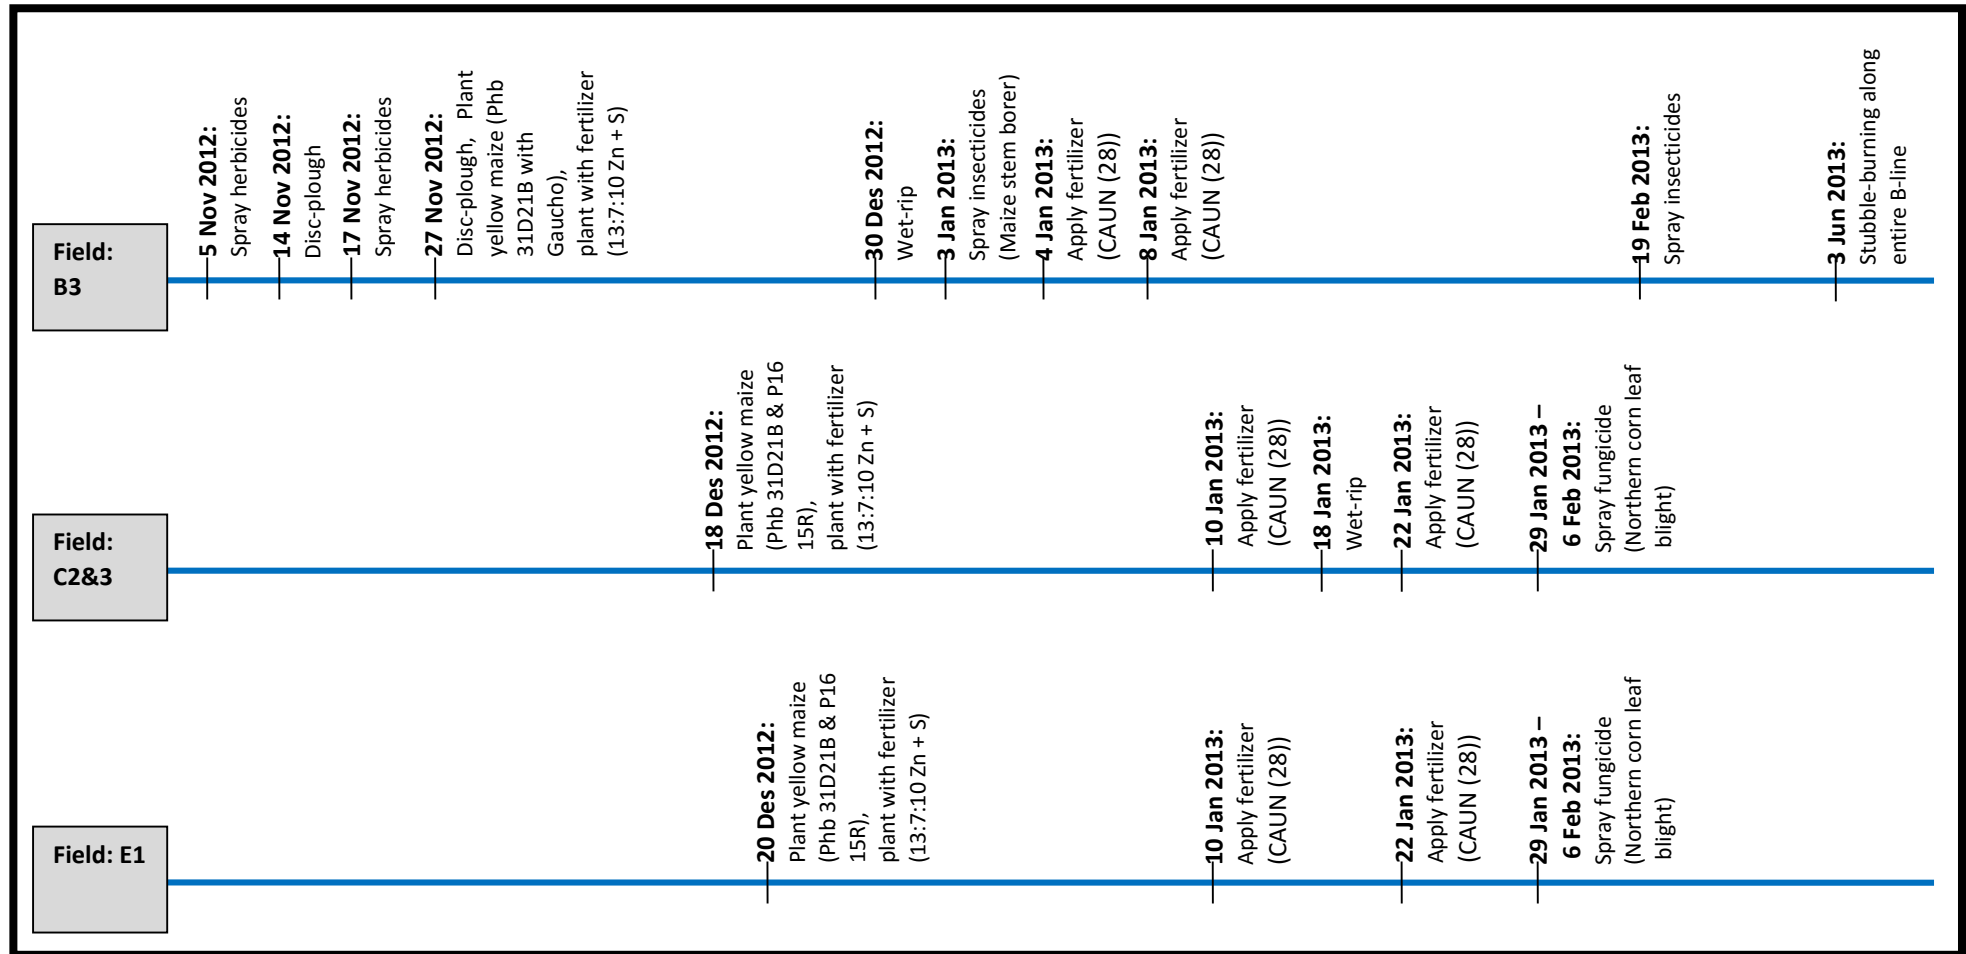 Field:
B3
5 Nov 2012:
Spray herbicides
14 Nov 2012:
Disc-plough
17 Nov 2012:
Spray herbicides
27 Nov 2012:
Disc-plough, Plant
yellow maize (Phb
31D21B with
Gaucho),
plant with fertilizer
(13:7:10 Zn + S)
30 Des 2012:
Wet-rip
3 Jan 2013:
Spray insecticides
(Maize stem borer)
4 Jan 2013:
Apply fertilizer
(CAUN (28))
8 Jan 2013:
Apply fertilizer
(CAUN (28))
19 Feb 2013:
Spray insecticides
3 Jun 2013:
Stubble-burning along
entire B-line
Field:
C2&3
18 Des 2012:
Plant yellow maize
(Phb 31D21B & P16
15R),
plant with fertilizer
(13:7:10 Zn + S)
10 Jan 2013:
Apply fertilizer
(CAUN (28))
18 Jan 2013:
Wet-rip
22 Jan 2013:
Apply fertilizer
(CAUN (28))
29 Jan 2013 –
6 Feb 2013:
Spray fungicide
(Northern corn leaf
blight)
Field: E1
20 Des 2012:
Plant yellow maize
(Phb 31D21B & P16
15R),
plant with fertilizer
(13:7:10 Zn + S)
10 Jan 2013:
Apply fertilizer
(CAUN (28))
22 Jan 2013:
Apply fertilizer
(CAUN (28))
29 Jan 2013 –
6 Feb 2013:
Spray fungicide
(Northern corn leaf
blight)